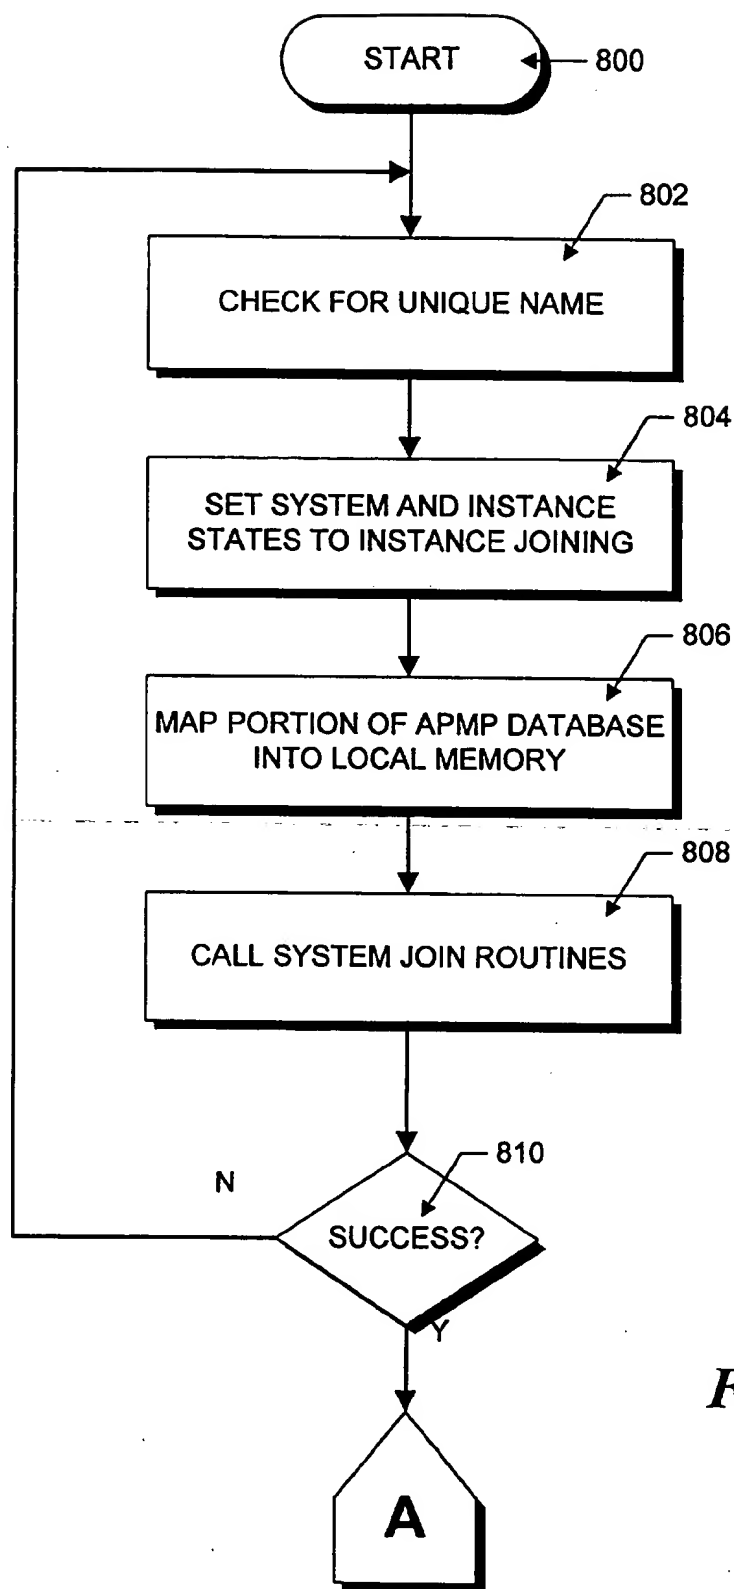 START
800
802
CHECK FOR UNIQUE NAME
804
SET SYSTEM AND INSTANCE
STATES TO INSTANCE JOINING
806
MAP PORTION OF APMP DATABASE
INTO LOCAL MEMORY
808
CALL SYSTEM JOIN ROUTINES
810
N
SUCCESS?
Y
F
A